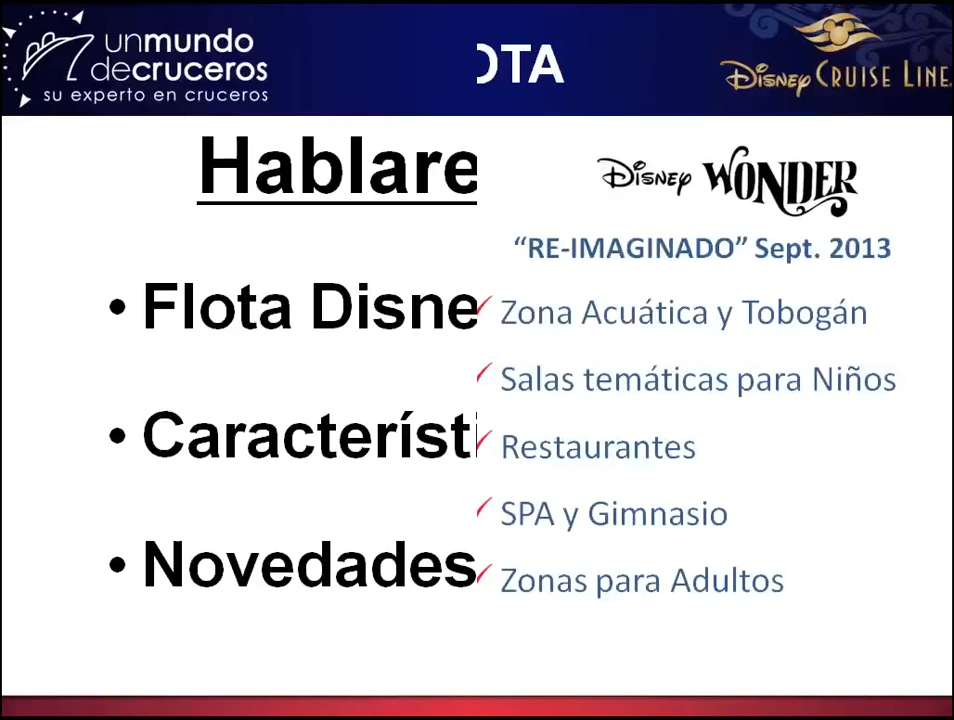 unmundo
decruceros
su experto en cruceros
OTA
Disney CRUISE LINE
Hablare
• Flota Disne
• Característi
• Novedades
Disney WONDER
“RE-IMAGINADO” Sept. 2013
✓ Zona Acuática y Tobogán
✓ Salas temáticas para Niños
✓ Restaurantes
✓ SPA y Gimnasio
✓ Zonas para Adultos